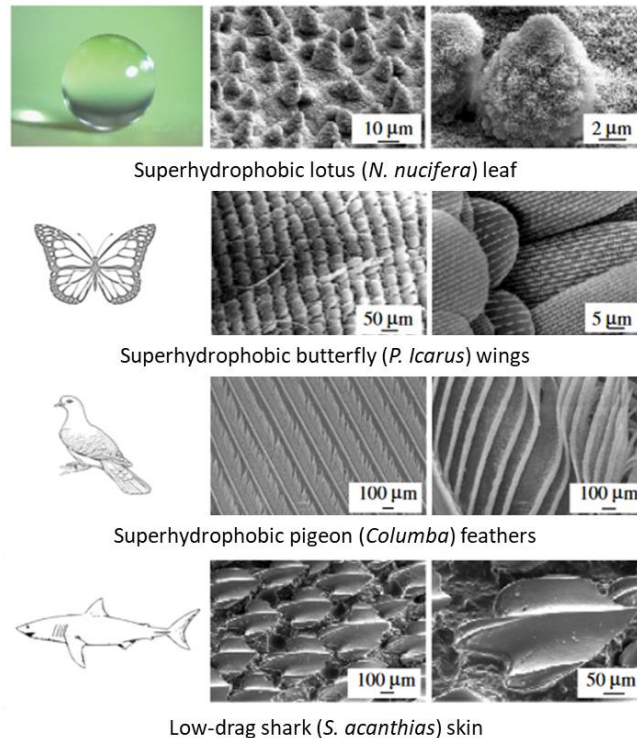 10 µm
2 µm
Superhydrophobic lotus (N. nucifera) leaf
50 µm
5 µm
Superhydrophobic butterfly (P. Icarus) wings
100 µm
100 µm
Superhydrophobic pigeon (Columba) feathers
100 µm
50 µm
Low-drag shark (S. acanthias) skin